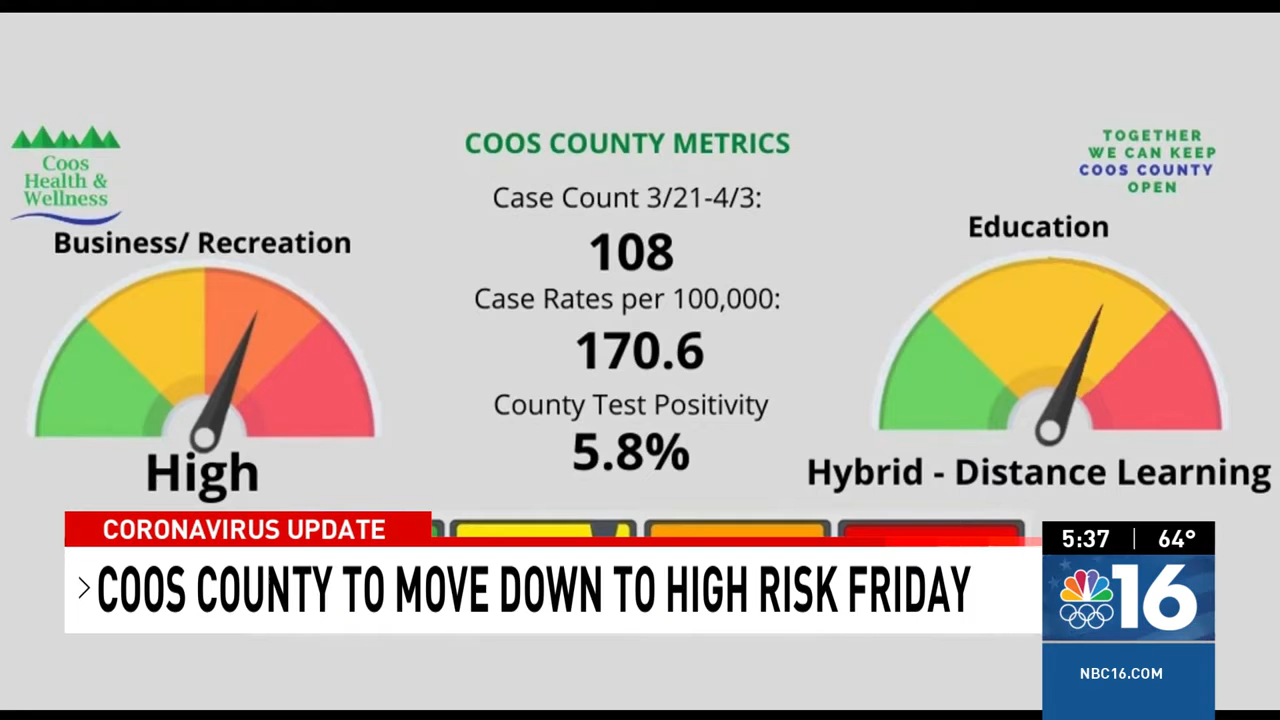 Coos
Health &
Wellness
COOS COUNTY METRICS
TOGETHER
WE CAN KEEP
COOS COUNTY
OPEN
Business/ Recreation
High
Case Count 3/21-4/3:
108
Case Rates per 100,000:
170.6
County Test Positivity
5.8%
Education
Hybrid - Distance Learning
CORONAVIRUS UPDATE
COOS COUNTY TO MOVE DOWN TO HIGH RISK FRIDAY
5:37 | 64°
16
NBC16.COM